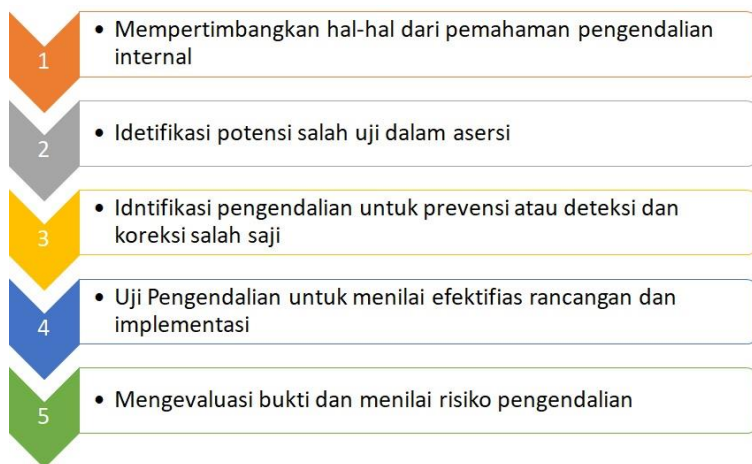 1
• Mempertimbangkan hal-hal dari pemahaman pengendalian
internal
2
• Idetifikasi potensi salah uji dalam asersi
3
• Idntifikasi pengendalian untuk prevensi atau deteksi dan
koreksi salah saji
4
• Uji Pengendalian untuk menilai efektifias rancangan dan
implementasi
5
• Mengevaluasi bukti dan menilai risiko pengendalian